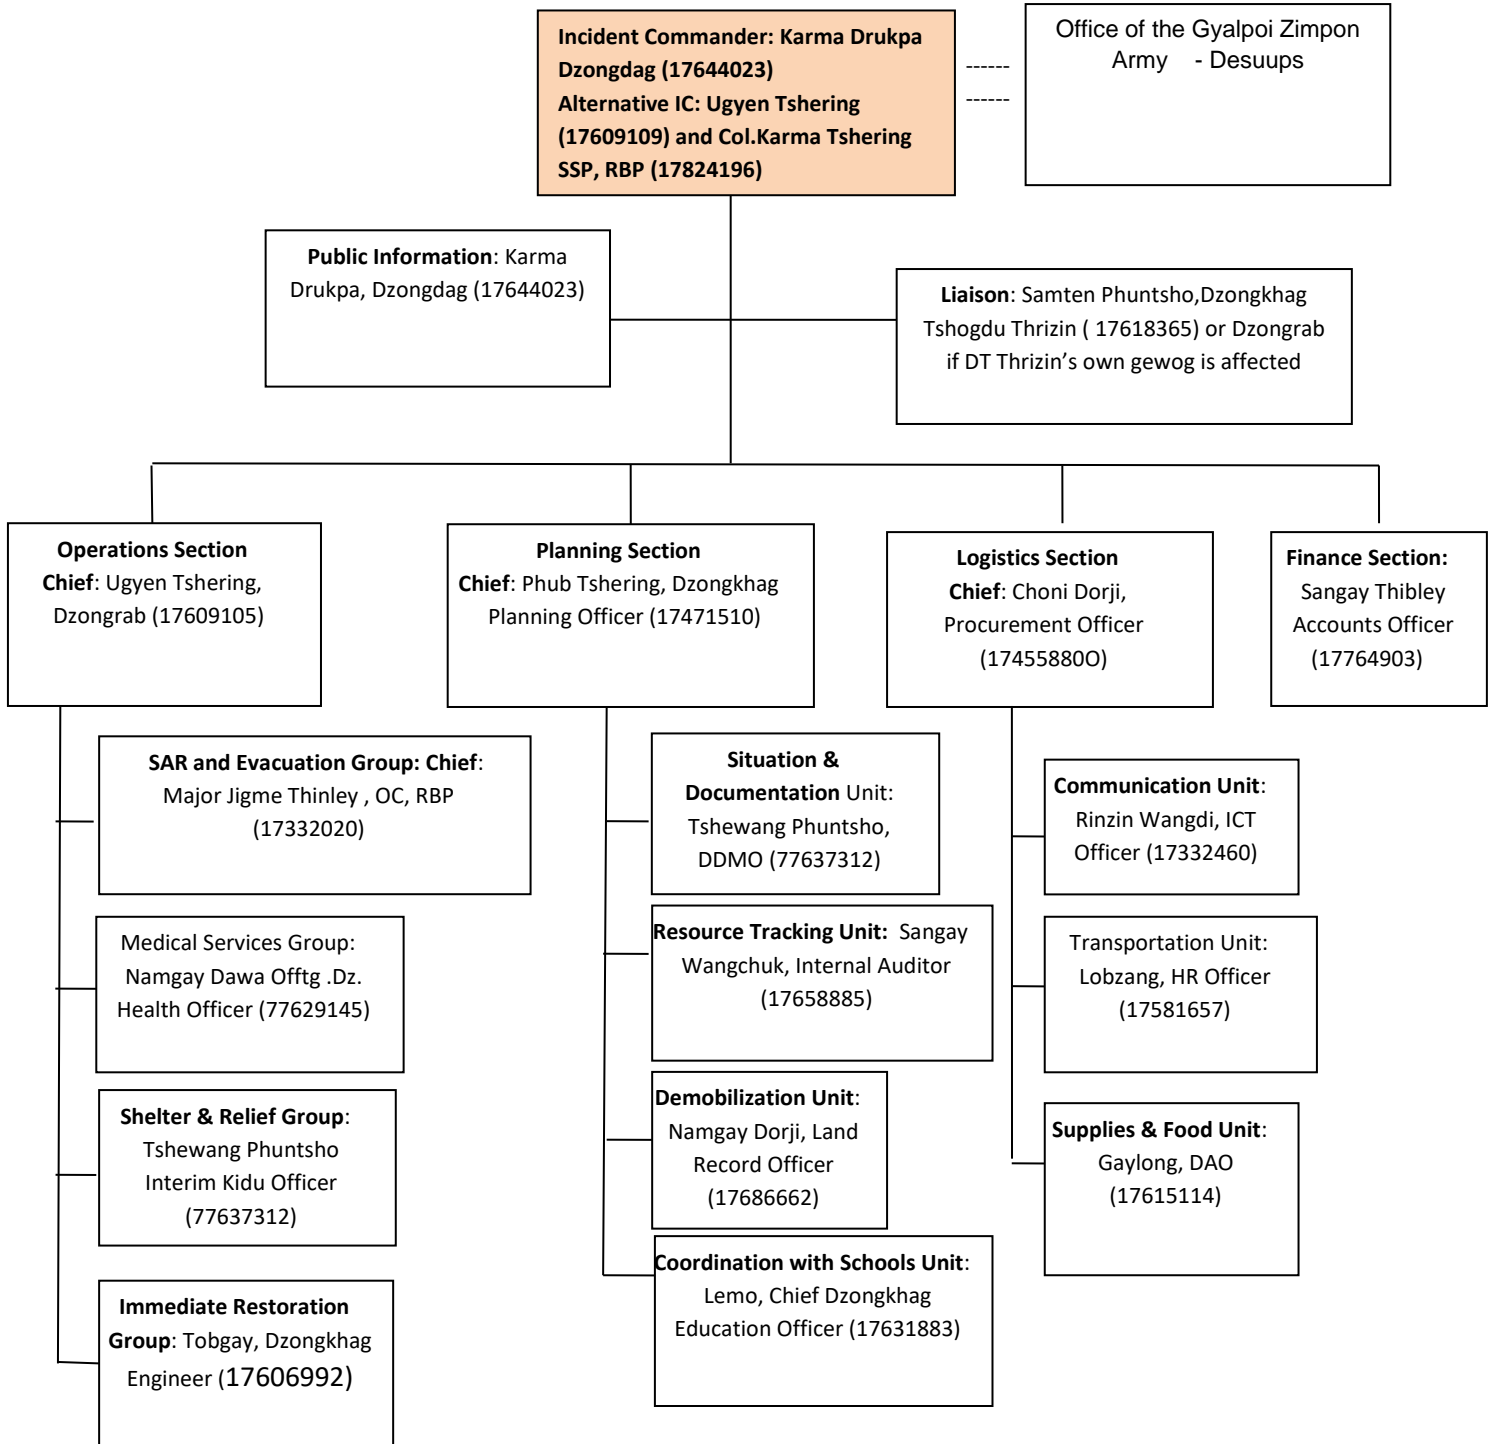 Incident Commander: Karma Drukpa
Dzongdag (17644023)
Alternative IC: Ugyen Tshering
(17609109) and Col.Karma Tshering
SSP, RBP (17824196)
------
------
Office of the Gyalpoi Zimpon
Army - Desuups
Public Information: Karma
Drukpa, Dzongdag (17644023)
Liaison: Samten Phuntsho,Dzongkhag
Tshogdu Thrizin ( 17618365) or Dzongrab
if DT Thrizin’s own gewog is affected
Operations Section
Chief: Ugyen Tshering,
Dzongrab (17609105)
Planning Section
Chief: Phub Tshering, Dzongkhag
Planning Officer (17471510)
Logistics Section
Chief: Choni Dorji,
Procurement Officer
(17455880O)
Finance Section:
Sangay Thibley
Accounts Officer
(17764903)
SAR and Evacuation Group: Chief:
Major Jigme Thinley , OC, RBP
(17332020)
Medical Services Group:
Namgay Dawa Offtg .Dz.
Health Officer (77629145)
Shelter & Relief Group:
Tshewang Phuntsho
Interim Kidu Officer
(77637312)
Immediate Restoration
Group: Tobgay, Dzongkhag
Engineer (17606992)
Situation &
Documentation Unit:
Tshewang Phuntsho,
DDMO (77637312)
Resource Tracking Unit: Sangay
Wangchuk, Internal Auditor
(17658885)
Demobilization Unit:
Namgay Dorji, Land
Record Officer
(17686662)
Coordination with Schools Unit:
Lemo, Chief Dzongkhag
Education Officer (17631883)
Communication Unit:
Rinzin Wangdi, ICT
Officer (17332460)
Transportation Unit:
Lobzang, HR Officer
(17581657)
Supplies & Food Unit:
Gaylong, DAO
(17615114)